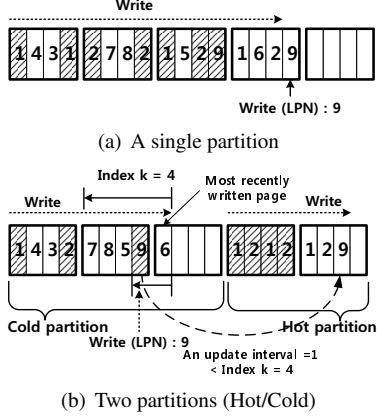 Write
1 4 3 1 2 7 8 2 1 5 2 9 1 6 2 9
Write (LPN) : 9
(a) A single partition
Index k = 4
Most recently
written page
Write
Write
1 4 3 2 7 8 5 9 6 1 2 1 2 1 2 9
Cold partition
Hot partition
Write (LPN) : 9
An update interval =1
< Index k = 4
(b) Two partitions (Hot/Cold)